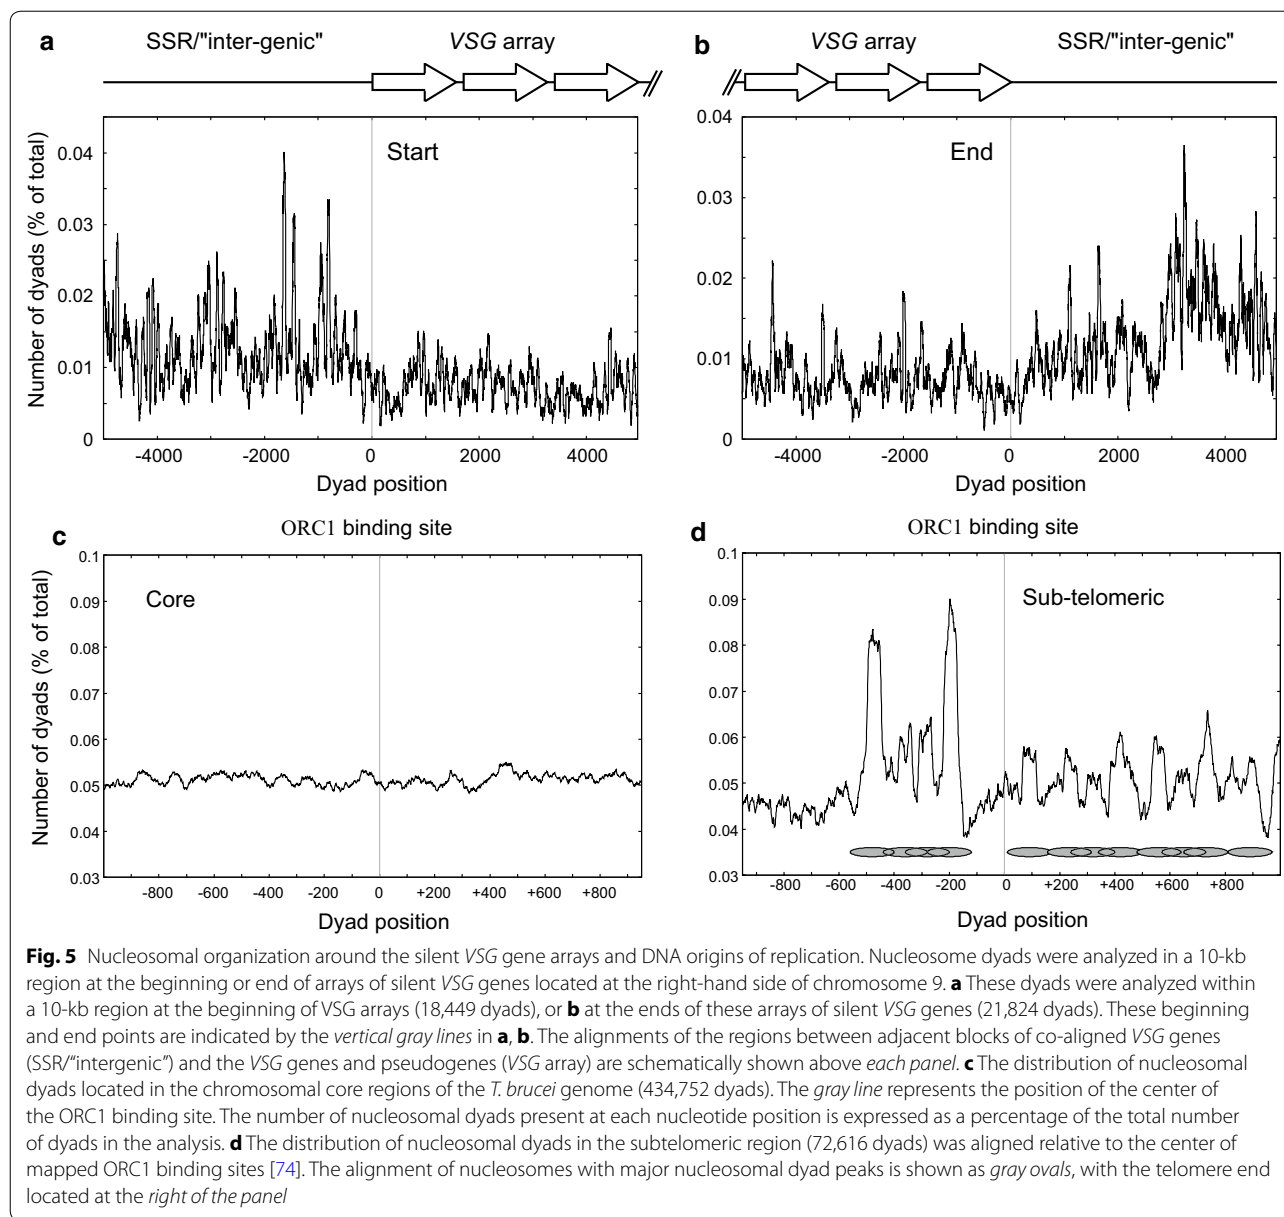 a
SSR/"inter-genic"
VSG array
Number of dyads (% of total)
0.04
0.03
0.02
0.01
0
Start
-4000
-2000
0
2000
4000
Dyad position
b
VSG array
SSR/"inter-genic"
0.04
0.03
0.02
0.01
0
End
-4000
-2000
0
2000
4000
Dyad position
c
ORC1 binding site
Number of dyads (% of total)
0.1
0.09
0.08
0.07
0.06
0.05
0.04
0.03
Core
-800
-600
-400
-200
0
+200
+400
+600
+800
Dyad position
d
ORC1 binding site
0.1
0.09
0.08
0.07
0.06
0.05
0.04
0.03
Sub-telomeric
-800
-600
-400
-200
0
+200
+400
+600
+800
Dyad position
Fig. 5 Nucleosomal organization around the silent VSG gene arrays and DNA origins of replication. Nucleosome dyads were analyzed in a 10-kb
region at the beginning or end of arrays of silent VSG genes located at the right-hand side of chromosome 9. a These dyads were analyzed within
a 10-kb region at the beginning of VSG arrays (18,449 dyads), or b at the ends of these arrays of silent VSG genes (21,824 dyads). These beginning
and end points are indicated by the vertical gray lines in a, b. The alignments of the regions between adjacent blocks of co-aligned VSG genes
(SSR/“intergenic”) and the VSG genes and pseudogenes (VSG array) are schematically shown above each panel. c The distribution of nucleosomal
dyads located in the chromosomal core regions of the T. brucei genome (434,752 dyads). The gray line represents the position of the center of
the ORC1 binding site. The number of nucleosomal dyads present at each nucleotide position is expressed as a percentage of the total number
of dyads in the analysis. d The distribution of nucleosomal dyads in the subtelomeric region (72,616 dyads) was aligned relative to the center of
mapped ORC1 binding sites [74]. The alignment of nucleosomes with major nucleosomal dyad peaks is shown as gray ovals, with the telomere end
located at the right of the panel